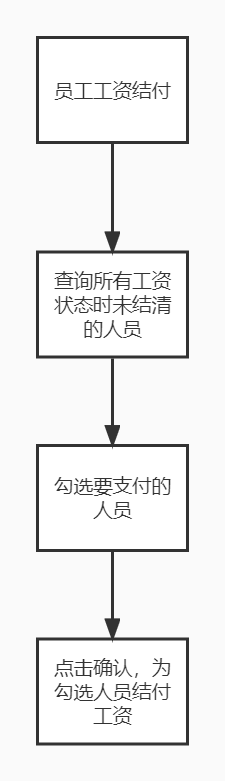 员工工资结付
查询所有工资
状态时未结清
的人员
勾选要支付的
人员
点击确认，为
勾选人员结付
工资